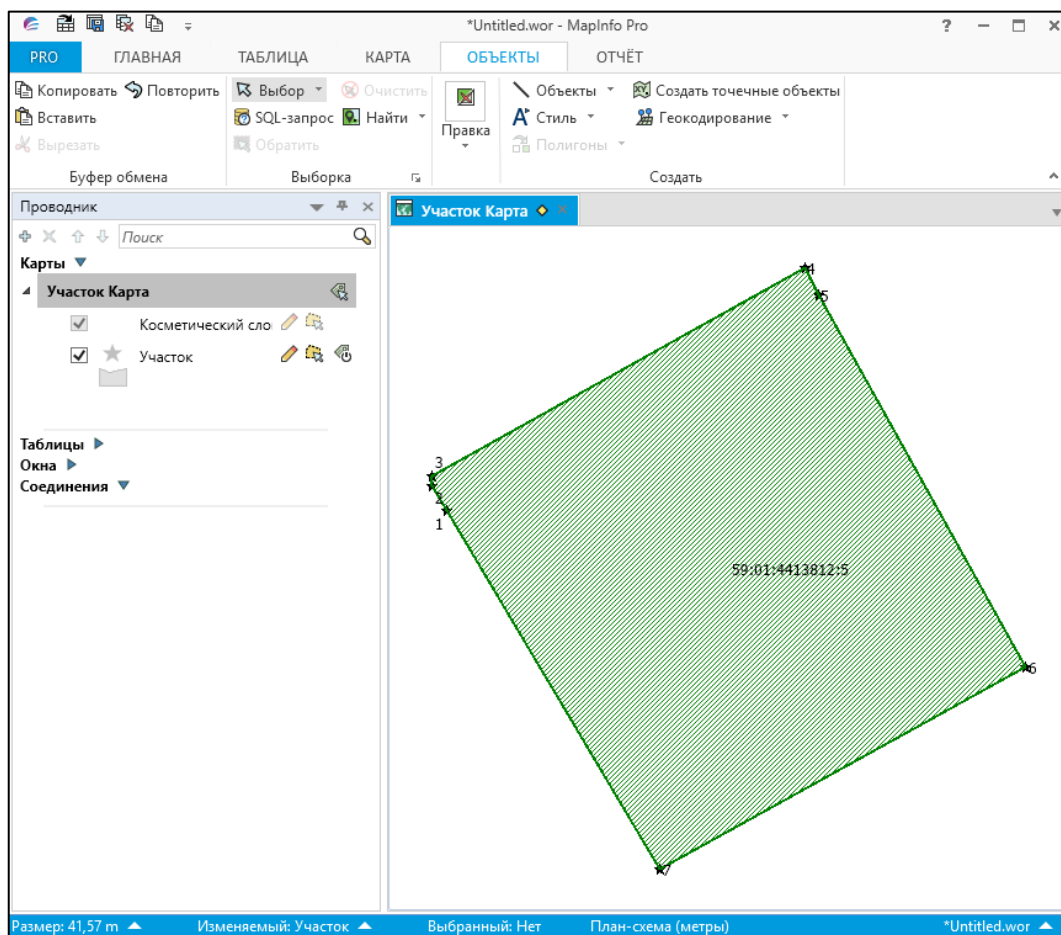 *Untitled.wor - MapInfo Pro ?
PRO ГЛАВНАЯ ТАБЛИЦА КАРТА ОБЪЕКТЫ ОТЧЁТ
Копировать Повторить Выбор Очистить Объекты Создать точечные объекты
Вставить SQL-запрос Найти Правка Стиль Геокодирование
Вырезать Обратить Полигоны
Буфер обмена Выборка Создать
Проводник
Участок Карта
Поиск
Карты
Участок Карта
Косметический сло
Участок
Таблицы
Окна
Соединения
4
5
3
2
1
59:01:4413812:5
6
7
Размер: 41,57 m Изменяемый: Участок Выбранный: Нет План-схема (метры) *Untitled.wor